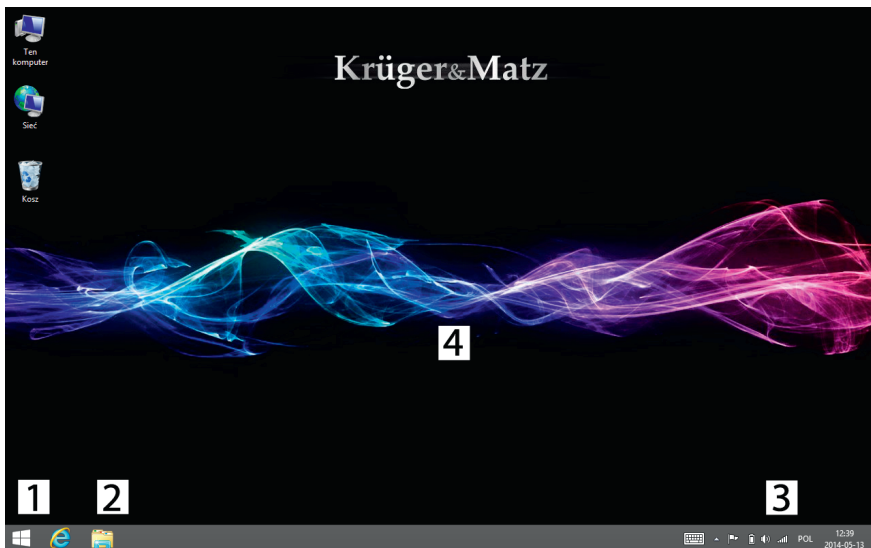 Ten
komputer
Krüger&Matz
Sieć
Kosz
4
1
2
3
POL
12:39
2014-05-13